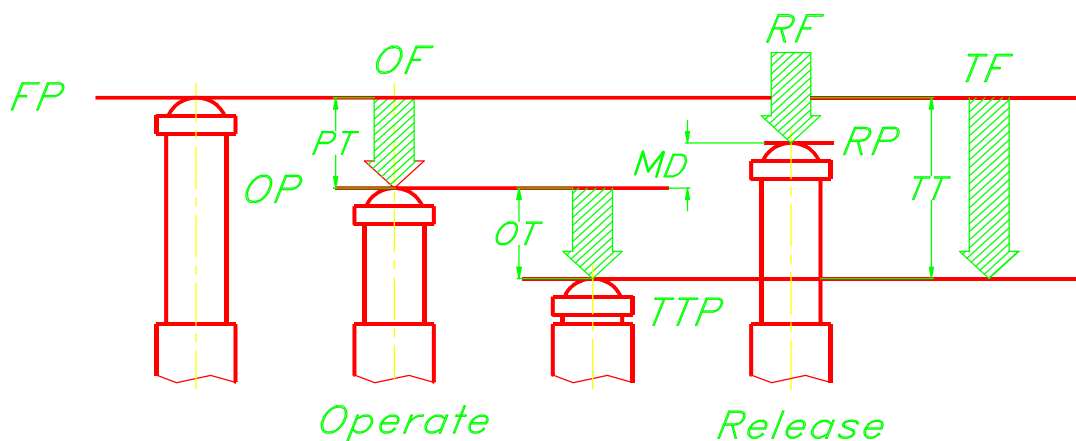 RF
OF
TF
FP
PT
RP
MD
OP
TT
OT
TTP
Operate
Release